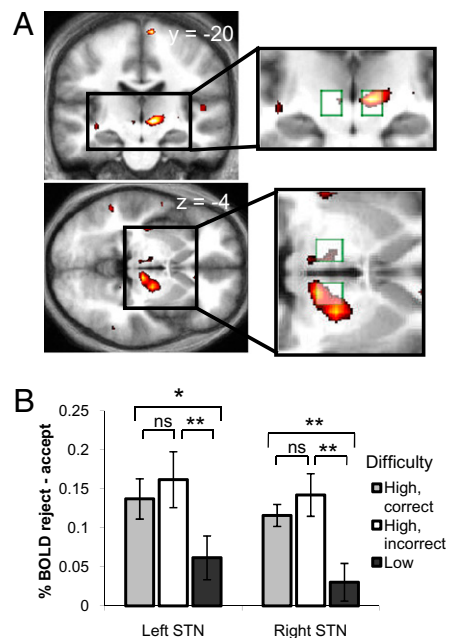 A
y = -20
z = -4
B
% BOLD reject - accept
0.25
0.2
0.15
0.1
0.05
0
*
ns
**
**
ns
**
Left STN
Right STN
Difficulty
High,
correct
High,
incorrect
Low